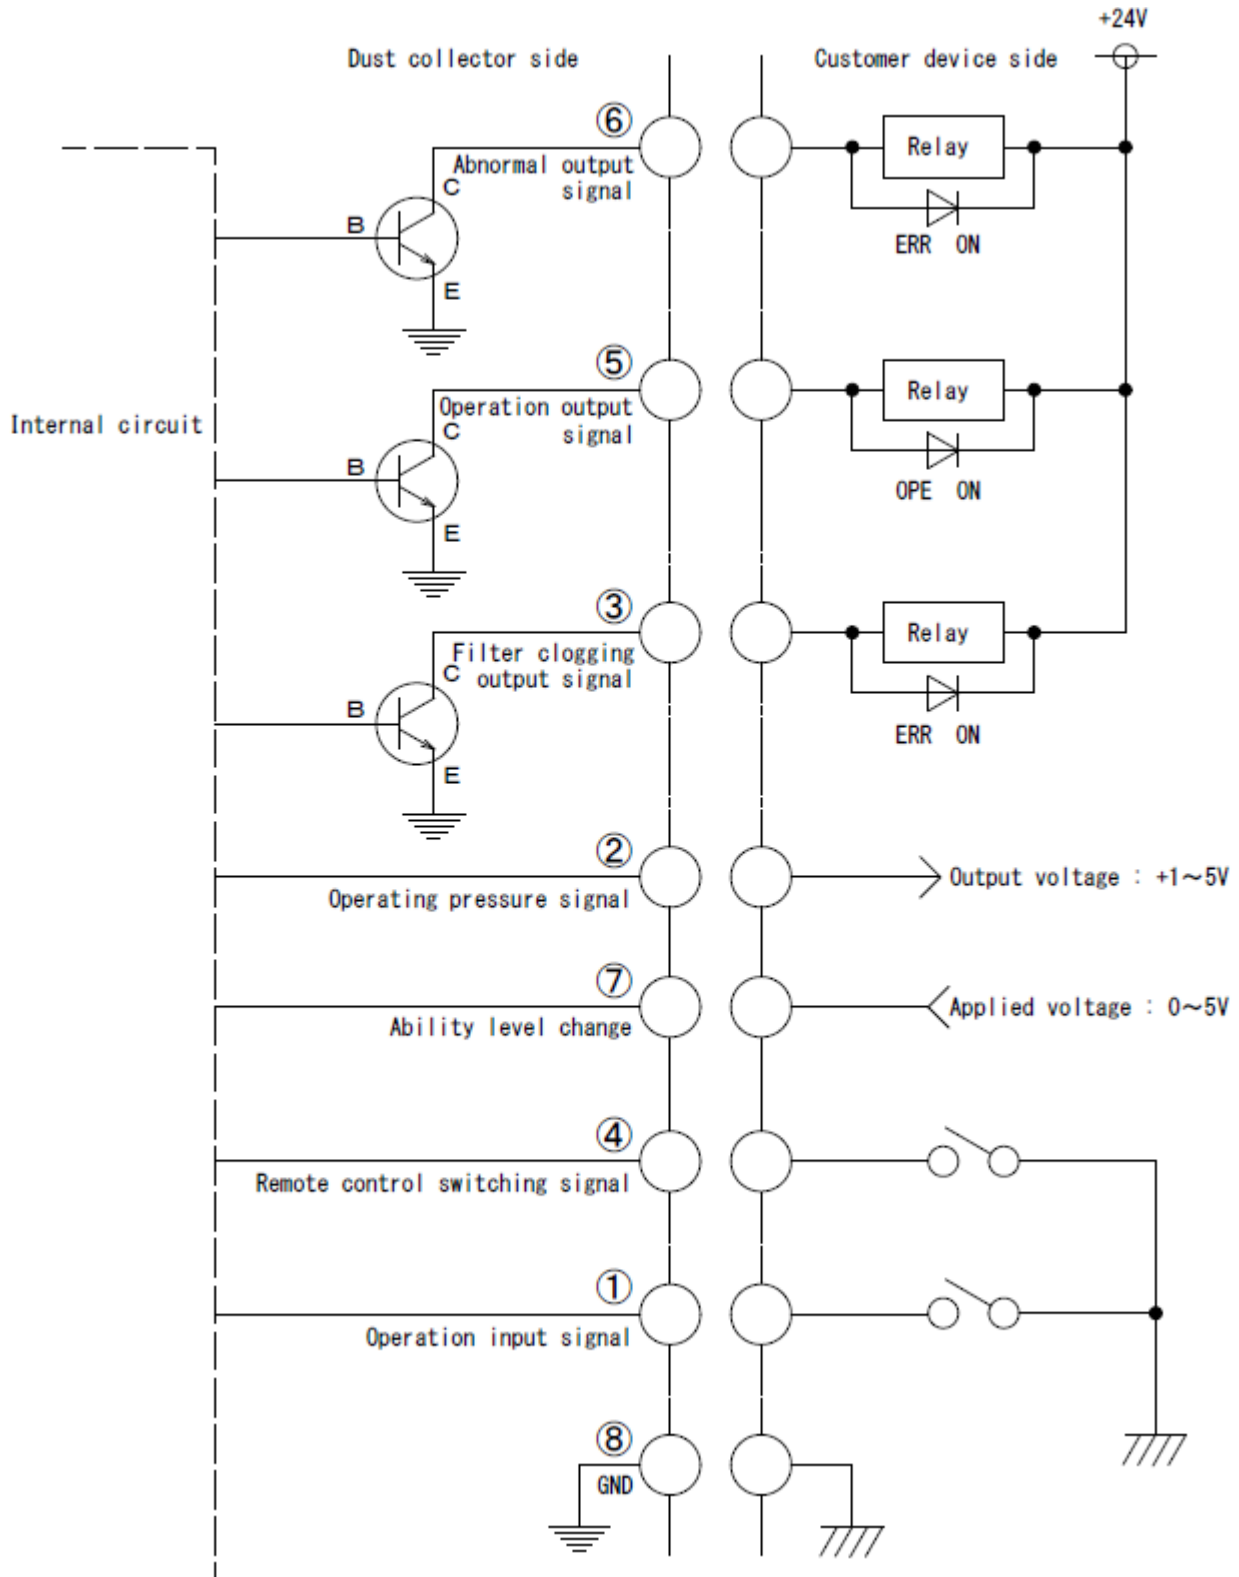 +24V
Dust collector side
Customer device side
⑥
Abnormal output
signal
C
B
E
Relay
ERR ON
⑤
Operation output
signal
C
Internal circuit
B
E
Relay
OPE ON
③
Filter clogging
output signal
C
B
E
Relay
ERR ON
②
Operating pressure signal
Output voltage : +1~5V
⑦
Ability level change
Applied voltage : 0~5V
④
Remote control switching signal
①
Operation input signal
⑧
GND